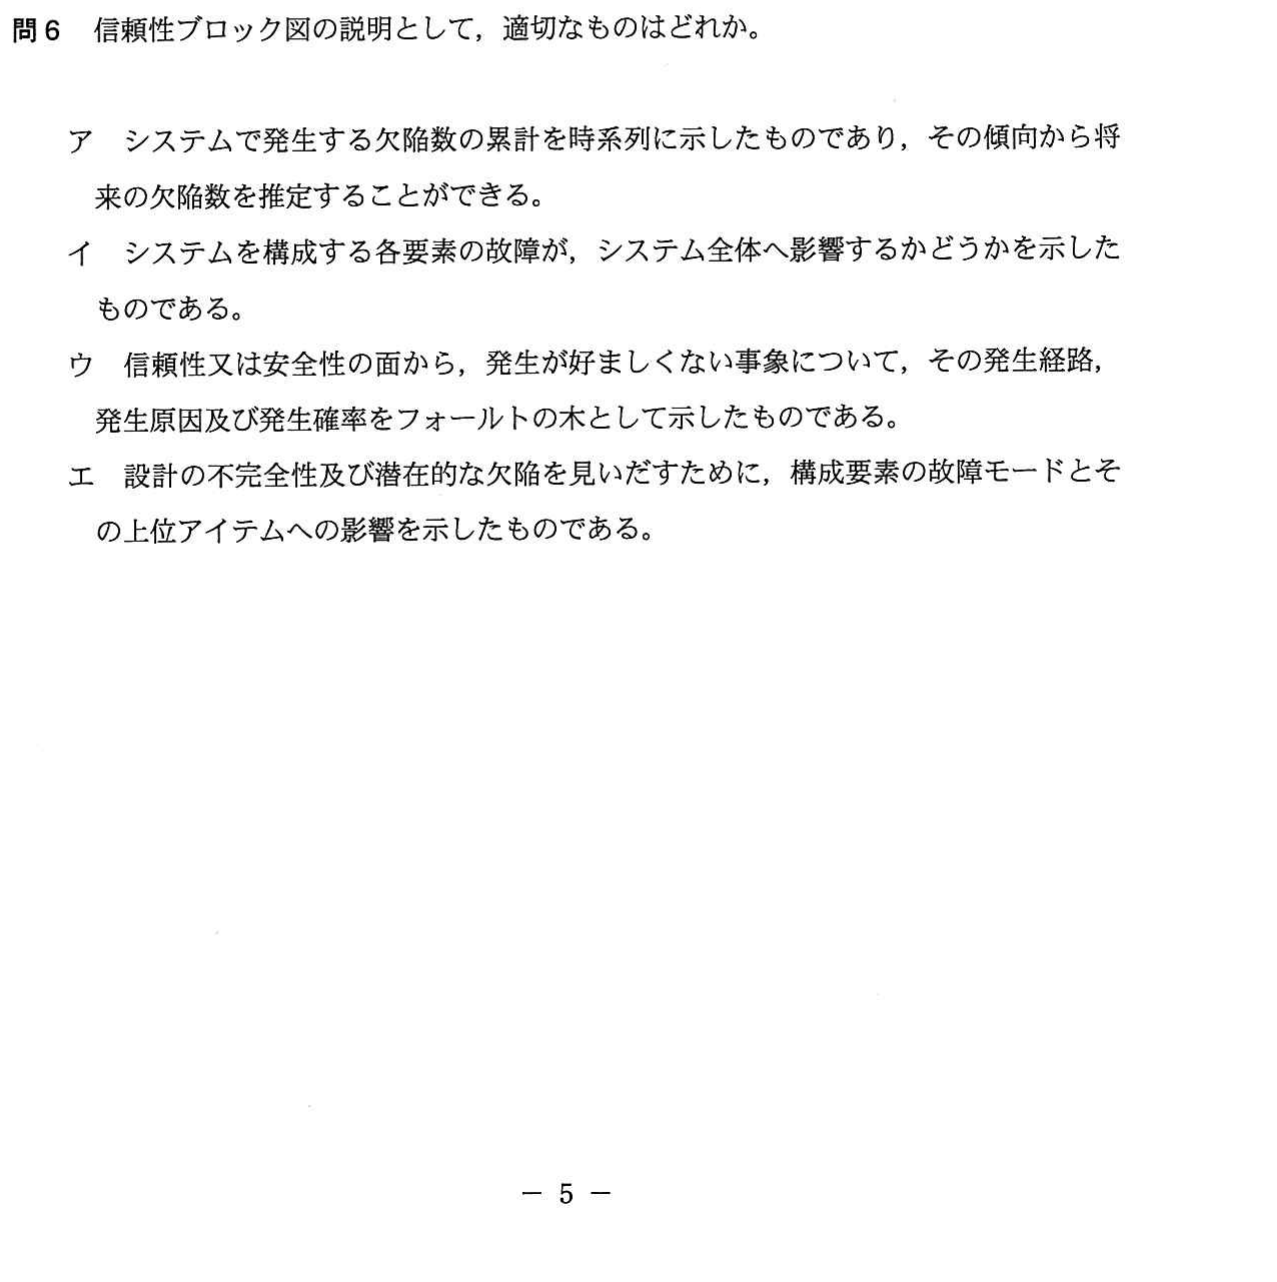 問6　信頼性ブロック図の説明として，適切なものはどれか。
ア　システムで発生する欠陥数の累計を時系列に示したものであり，その傾向から将
来の欠陥数を推定することができる。
イ　システムを構成する各要素の故障が，システム全体へ影響するかどうかを示した
ものである。
ウ　信頼性又は安全性の面から，発生が好ましくない事象について，その発生経路，
発生原因及び発生確率をフォールトの木として示したものである。
エ　設計の不完全性及び潜在的な欠陥を見いだすために，構成要素の故障モードとそ
の上位アイテムへの影響を示したものである。
－ 5 －